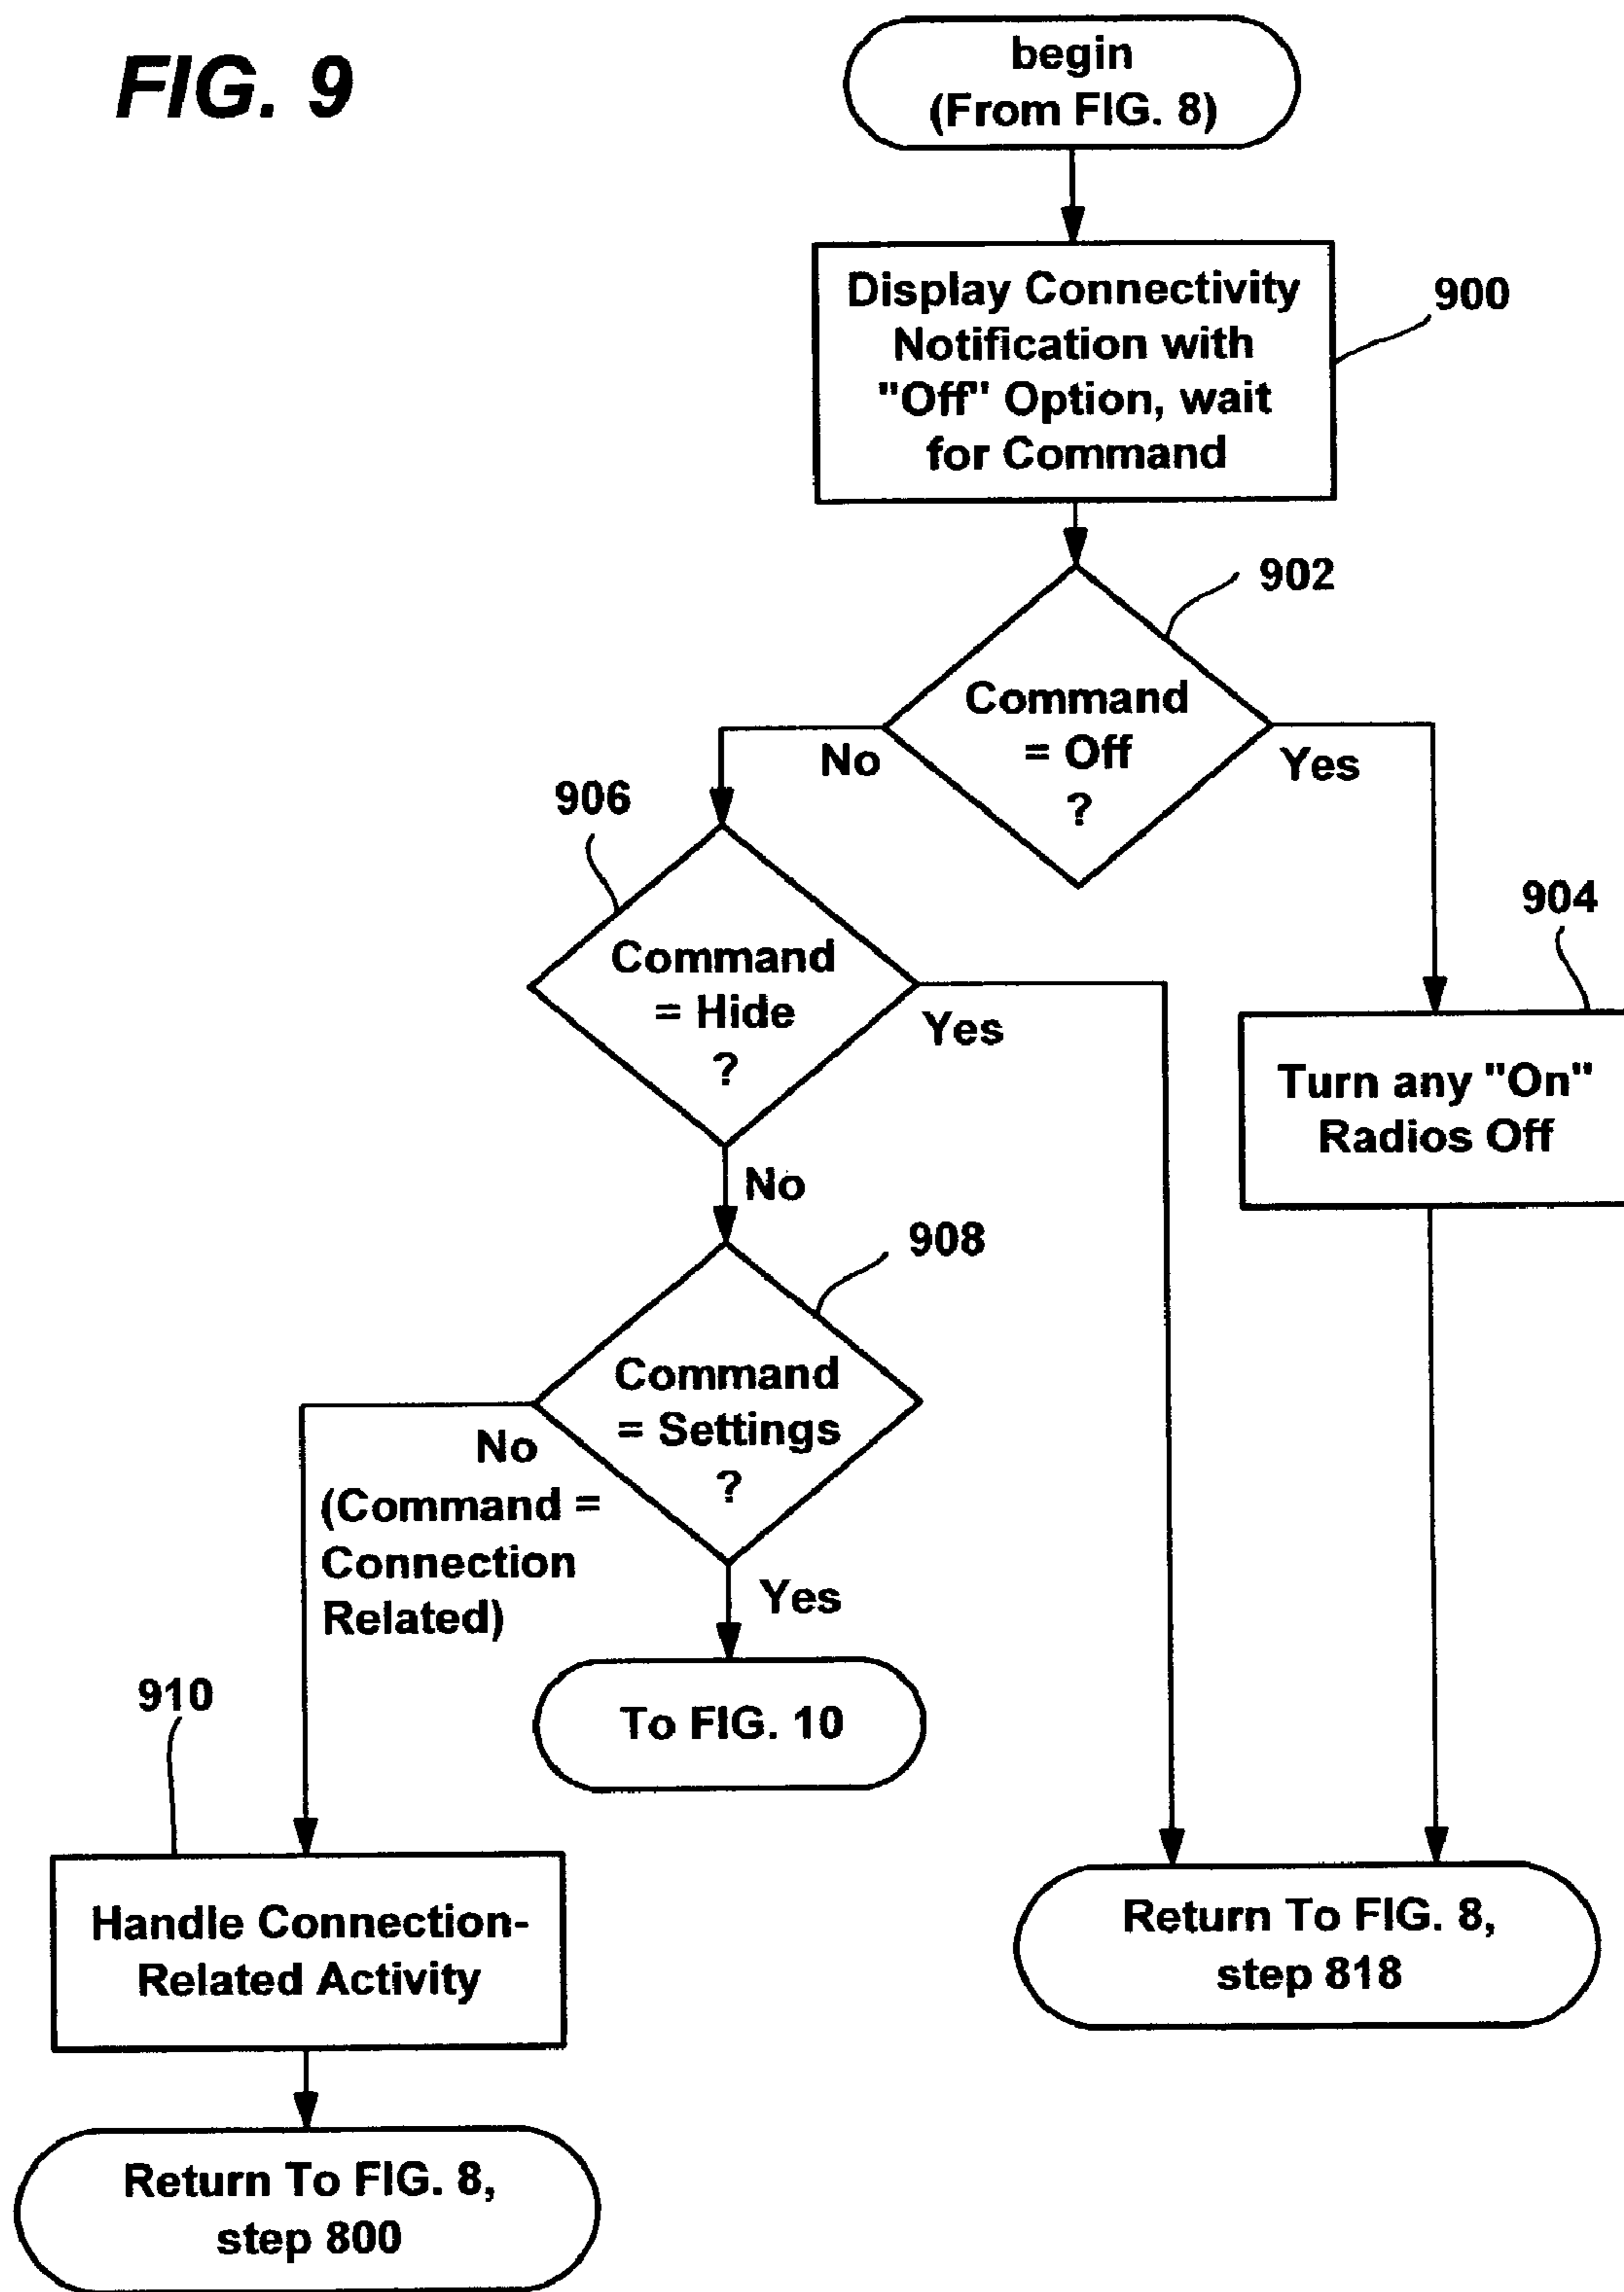 FIG. 9
begin
(From FIG. 8)
Display Connectivity
Notification with
"Off" Option, wait
for Command
900
902
Command
= Off
?
No
Yes
906
904
Command
= Hide
?
Yes
Turn any "On"
Radios Off
No
908
Command
= Settings
?
No
(Command =
Connection
Related)
Yes
To FIG. 10
910
Handle Connection-
Related Activity
Return To FIG. 8,
step 818
Return To FIG. 8,
step 800